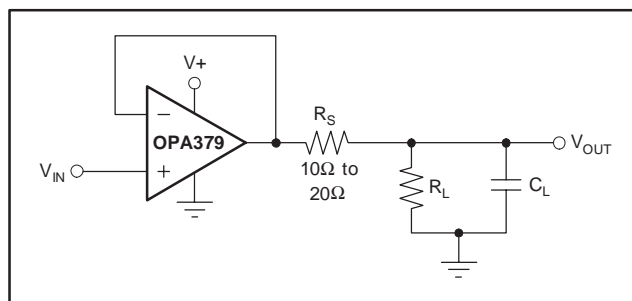 V+
−
OPA379
+
V_IN
R_S
10Ω to
20Ω
R_L
C_L
V_OUT